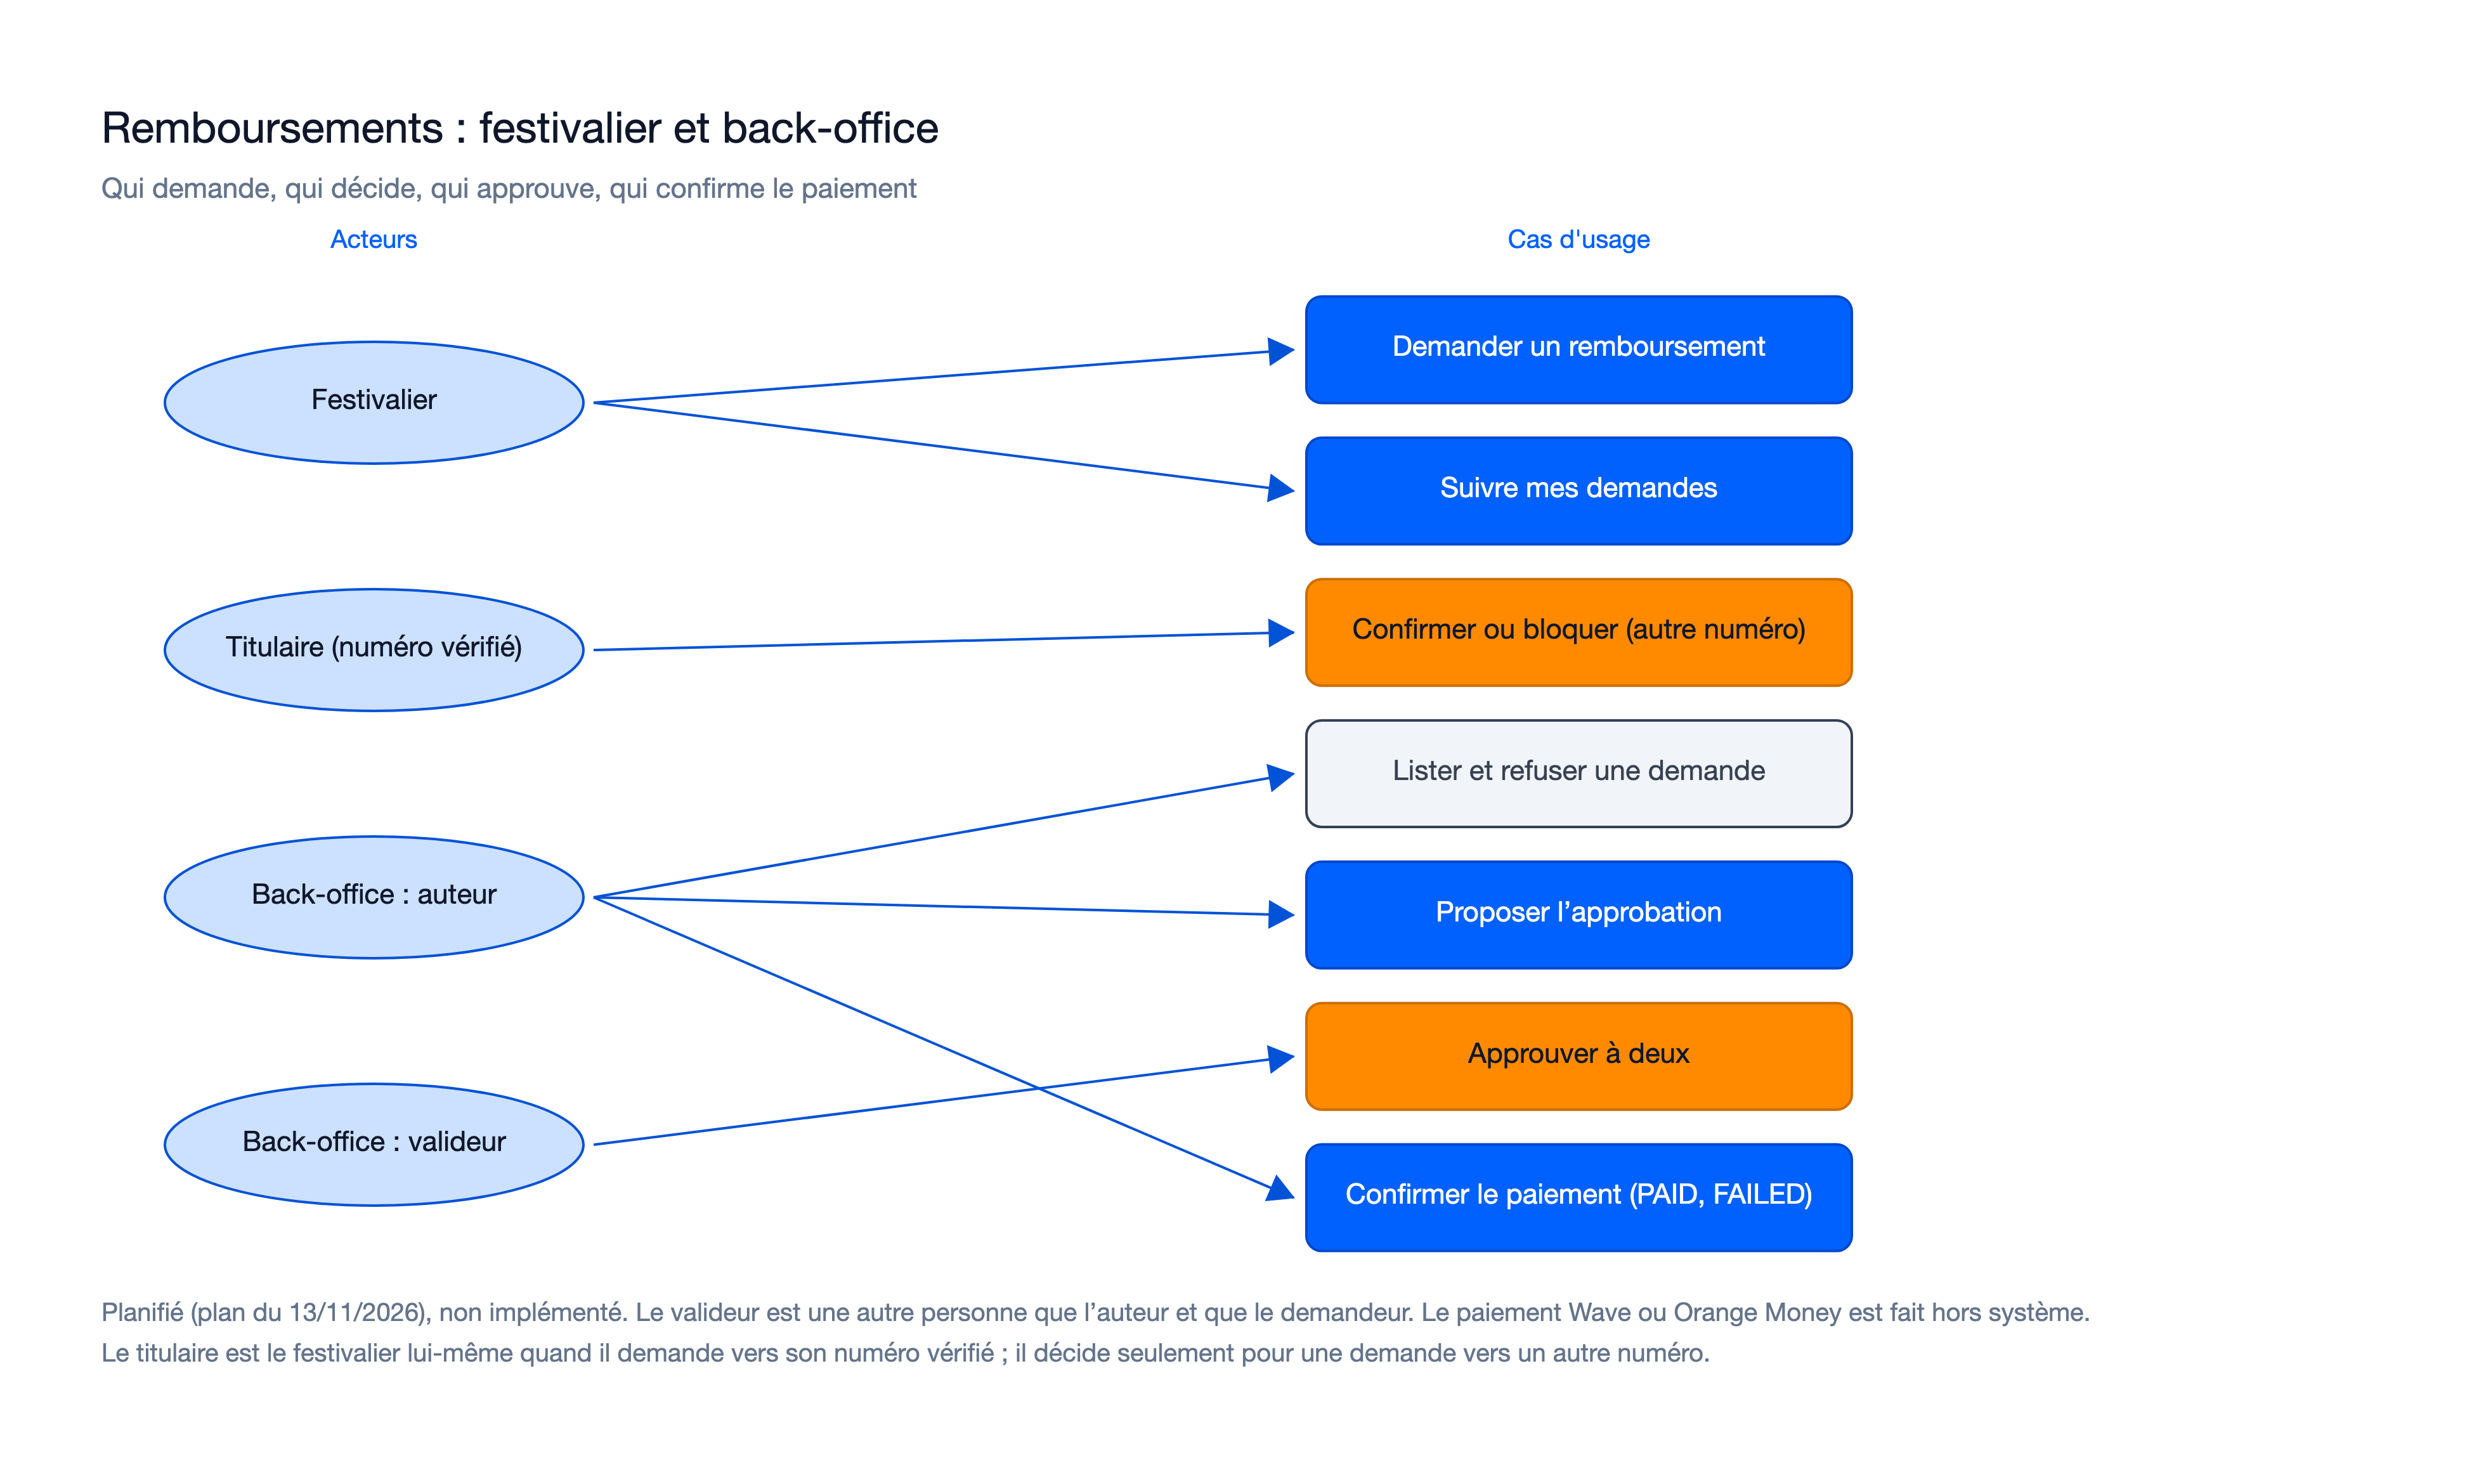 Remboursements : festivalier et back-office
Qui demande, qui décide, qui approuve, qui confirme le paiement
Acteurs
Cas d'usage
Festivalier
Titulaire (numéro vérifié)
Back-office : auteur
Back-office : valideur
Demander un remboursement
Suivre mes demandes
Confirmer ou bloquer (autre numéro)
Lister et refuser une demande
Proposer l’approbation
Approuver à deux
Confirmer le paiement (PAID, FAILED)
Planifié (plan du 13/11/2026), non implémenté. Le valideur est une autre personne que l’auteur et que le demandeur. Le paiement Wave ou Orange Money est fait hors système.
Le titulaire est le festivalier lui-même quand il demande vers son numéro vérifié ; il décide seulement pour une demande vers un autre numéro.